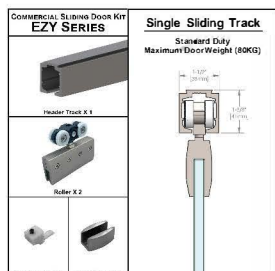 COMMERCIAL SLIDING DOOR KIT
EZY SERIES
Header Track X 1
Roller X 2
Single Sliding Track
Standard Duty
Maximum Door Weight (80KG)